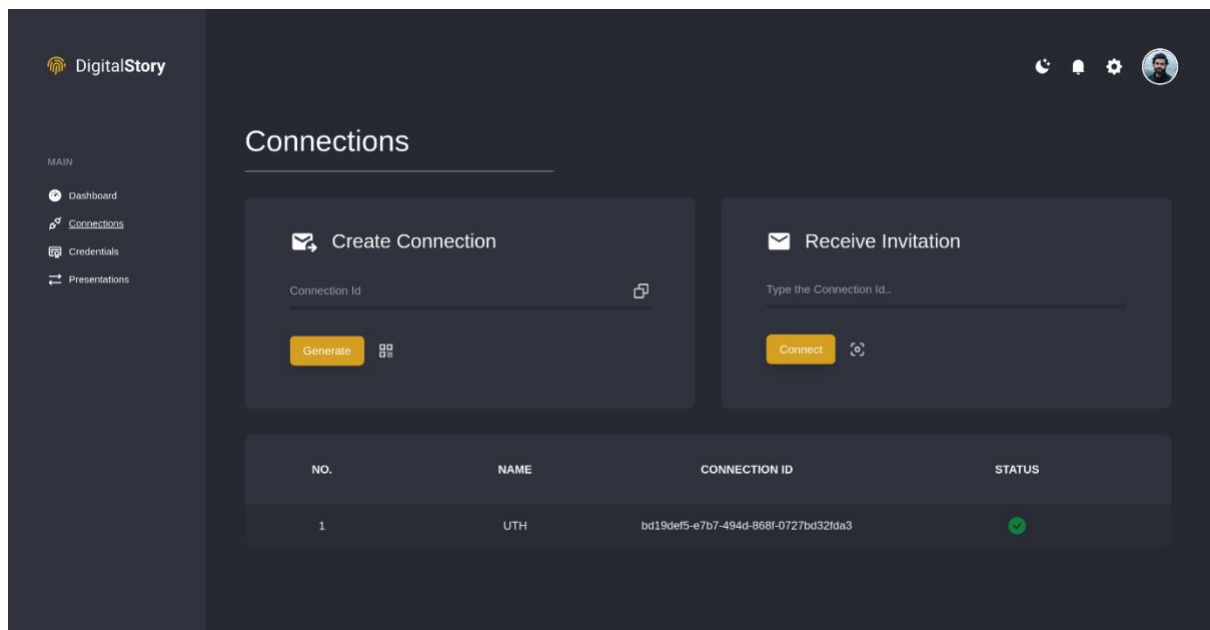 DigitalStory
MAIN
Dashboard
Connections
Credentials
Presentations
Connections
Create Connection
Connection Id
Generate
Receive Invitation
Type the Connection Id..
Connect
NO. NAME CONNECTION ID STATUS
1 UTH bd19def5-e7b7-494d-868f-0727bd32fda3